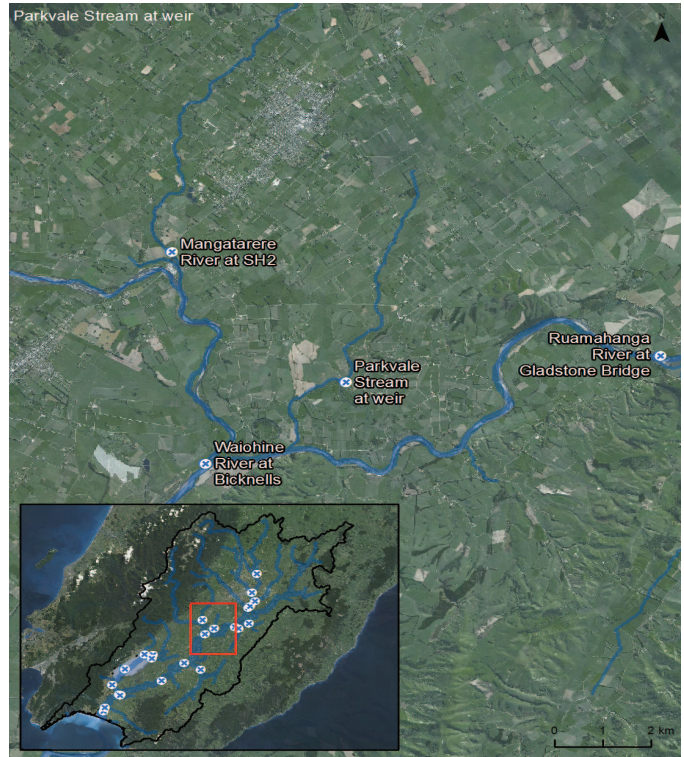 Parkvale Stream at weir
Mangatarere
River at SH2
Ruamahanga
River at
Gladstone Bridge
Parkvale
Stream
at weir
Waiohine
River at
Bicknells
0 1 2 km